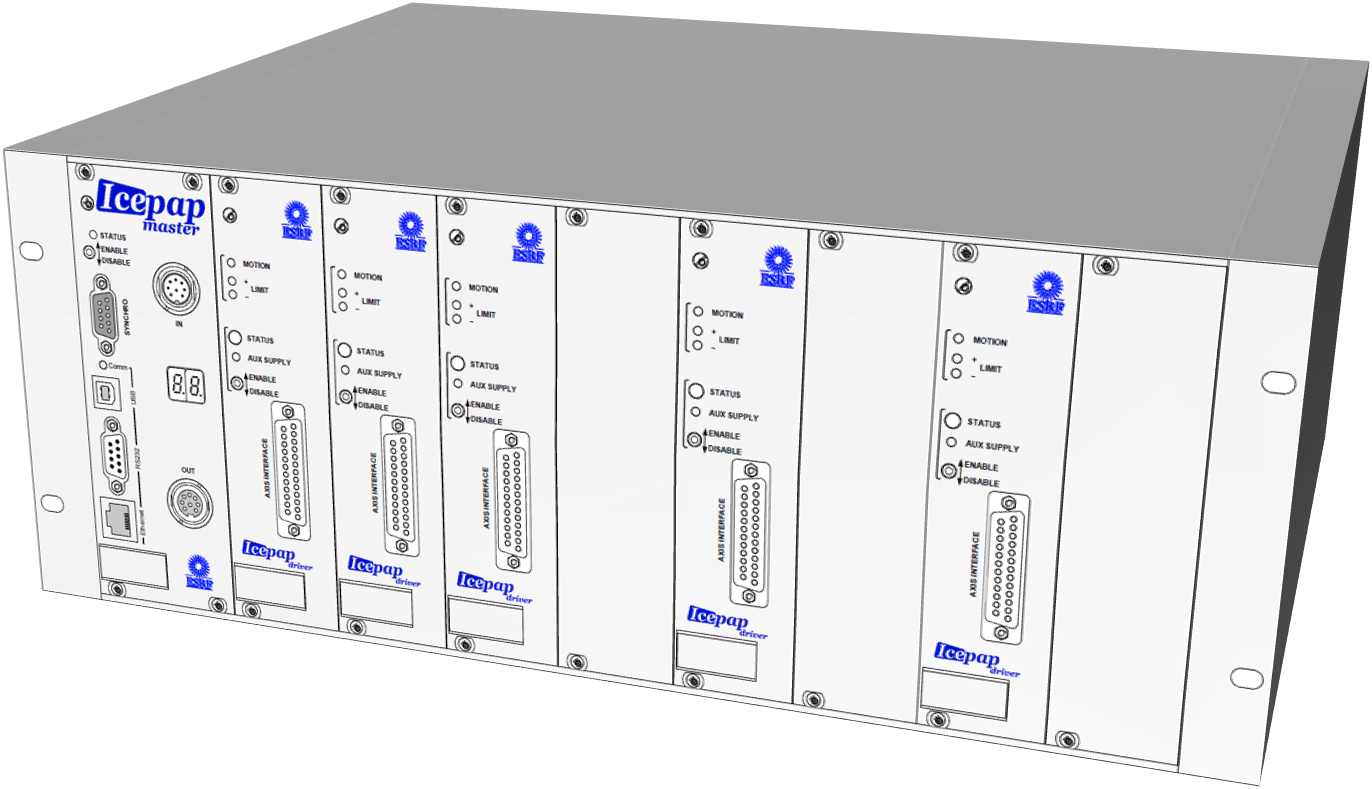 Icepap
master
STATUS
ENABLE
DISABLE
SYNCHRO
IN
Comm
USB
8.8.
RS232
OUT
Ethernet
ESRF
ESRF
MOTION
+
LIMIT
-
STATUS
AUX SUPPLY
ENABLE
DISABLE
AXIS INTERFACE
Icepap
driver
ESRF
MOTION
+
LIMIT
-
STATUS
AUX SUPPLY
ENABLE
DISABLE
AXIS INTERFACE
Icepap
driver
ESRF
MOTION
+
LIMIT
-
STATUS
AUX SUPPLY
ENABLE
DISABLE
AXIS INTERFACE
Icepap
driver
ESRF
MOTION
+
LIMIT
-
STATUS
AUX SUPPLY
ENABLE
DISABLE
AXIS INTERFACE
Icepap
driver
ESRF
MOTION
+
LIMIT
-
STATUS
AUX SUPPLY
ENABLE
DISABLE
AXIS INTERFACE
Icepap
driver